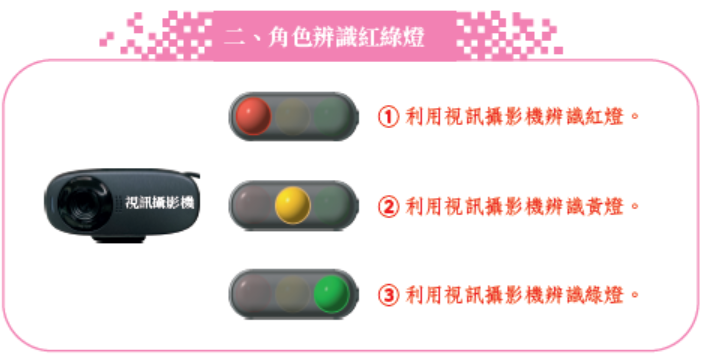 二、角色辨識紅綠燈
① 利用視訊攝影機辨識紅燈。
視訊攝影機
② 利用視訊攝影機辨識黃燈。
③ 利用視訊攝影機辨識綠燈。